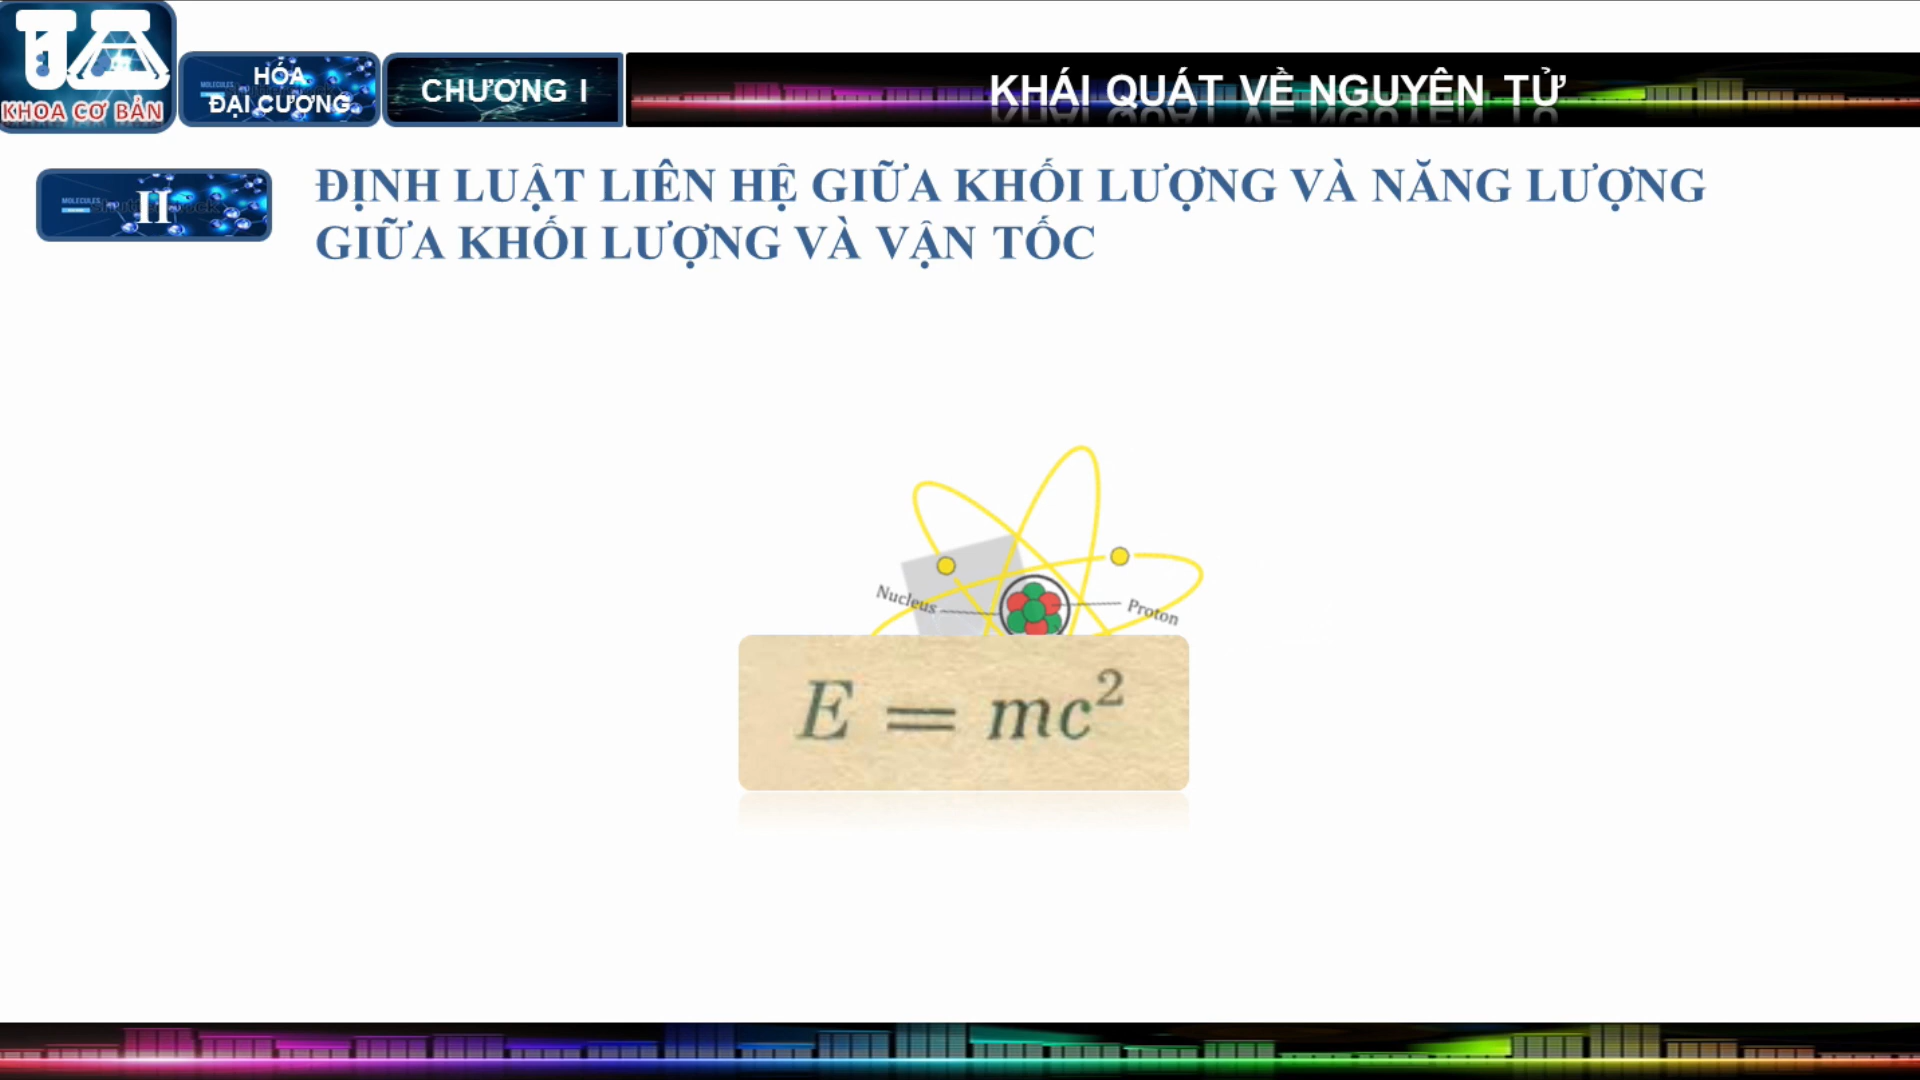 KHOA CƠ BẢN
HÓA
ĐẠI CƯƠNG
CHƯƠNG I
KHÁI QUÁT VỀ NGUYÊN TỬ
MOLECULES
II
ĐỊNH LUẬT LIÊN HỆ GIỮA KHỐI LƯỢNG VÀ NĂNG LƯỢNG
GIỮA KHỐI LƯỢNG VÀ VẬN TỐC
Nucleus
Proton
E = mc²